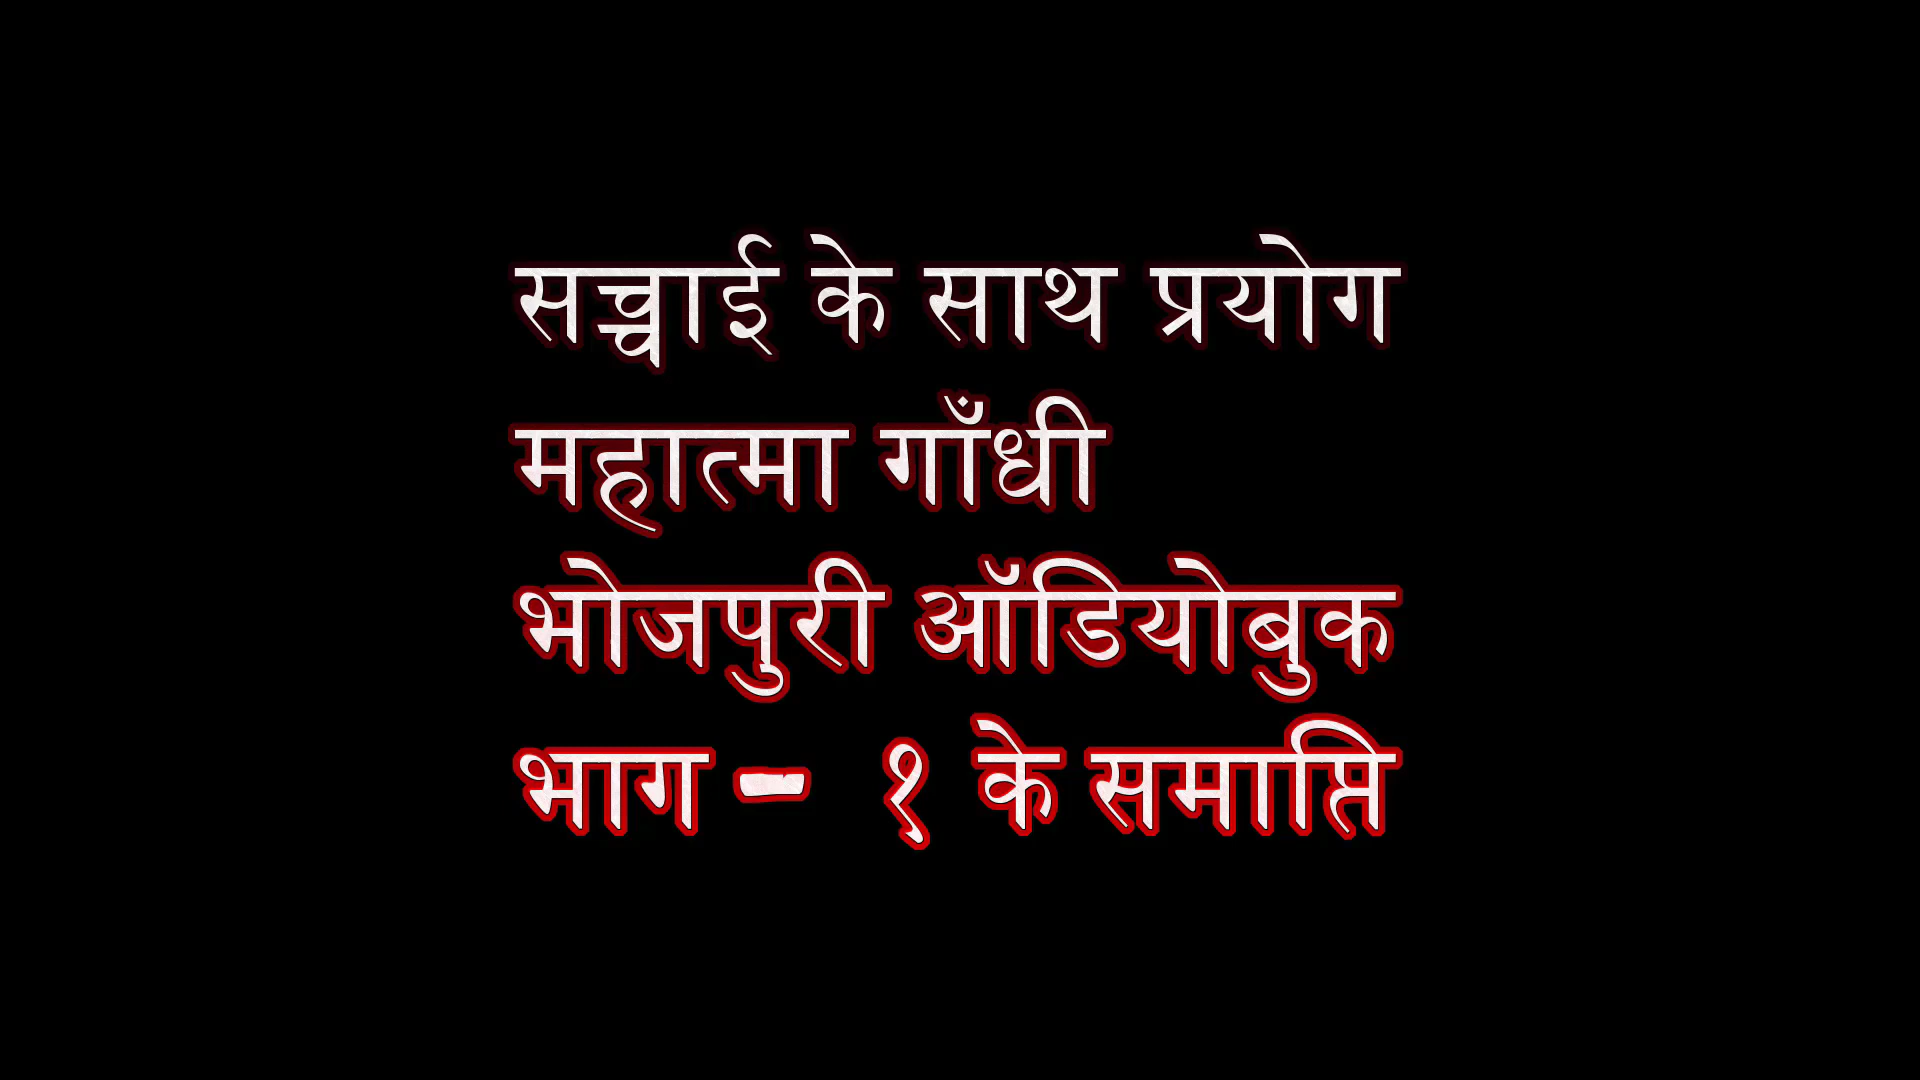 सच्चाई के साथ प्रयोग
महात्मा गाँधी
भोजपुरी ऑडियोबुक
भाग - १ के समाप्ति